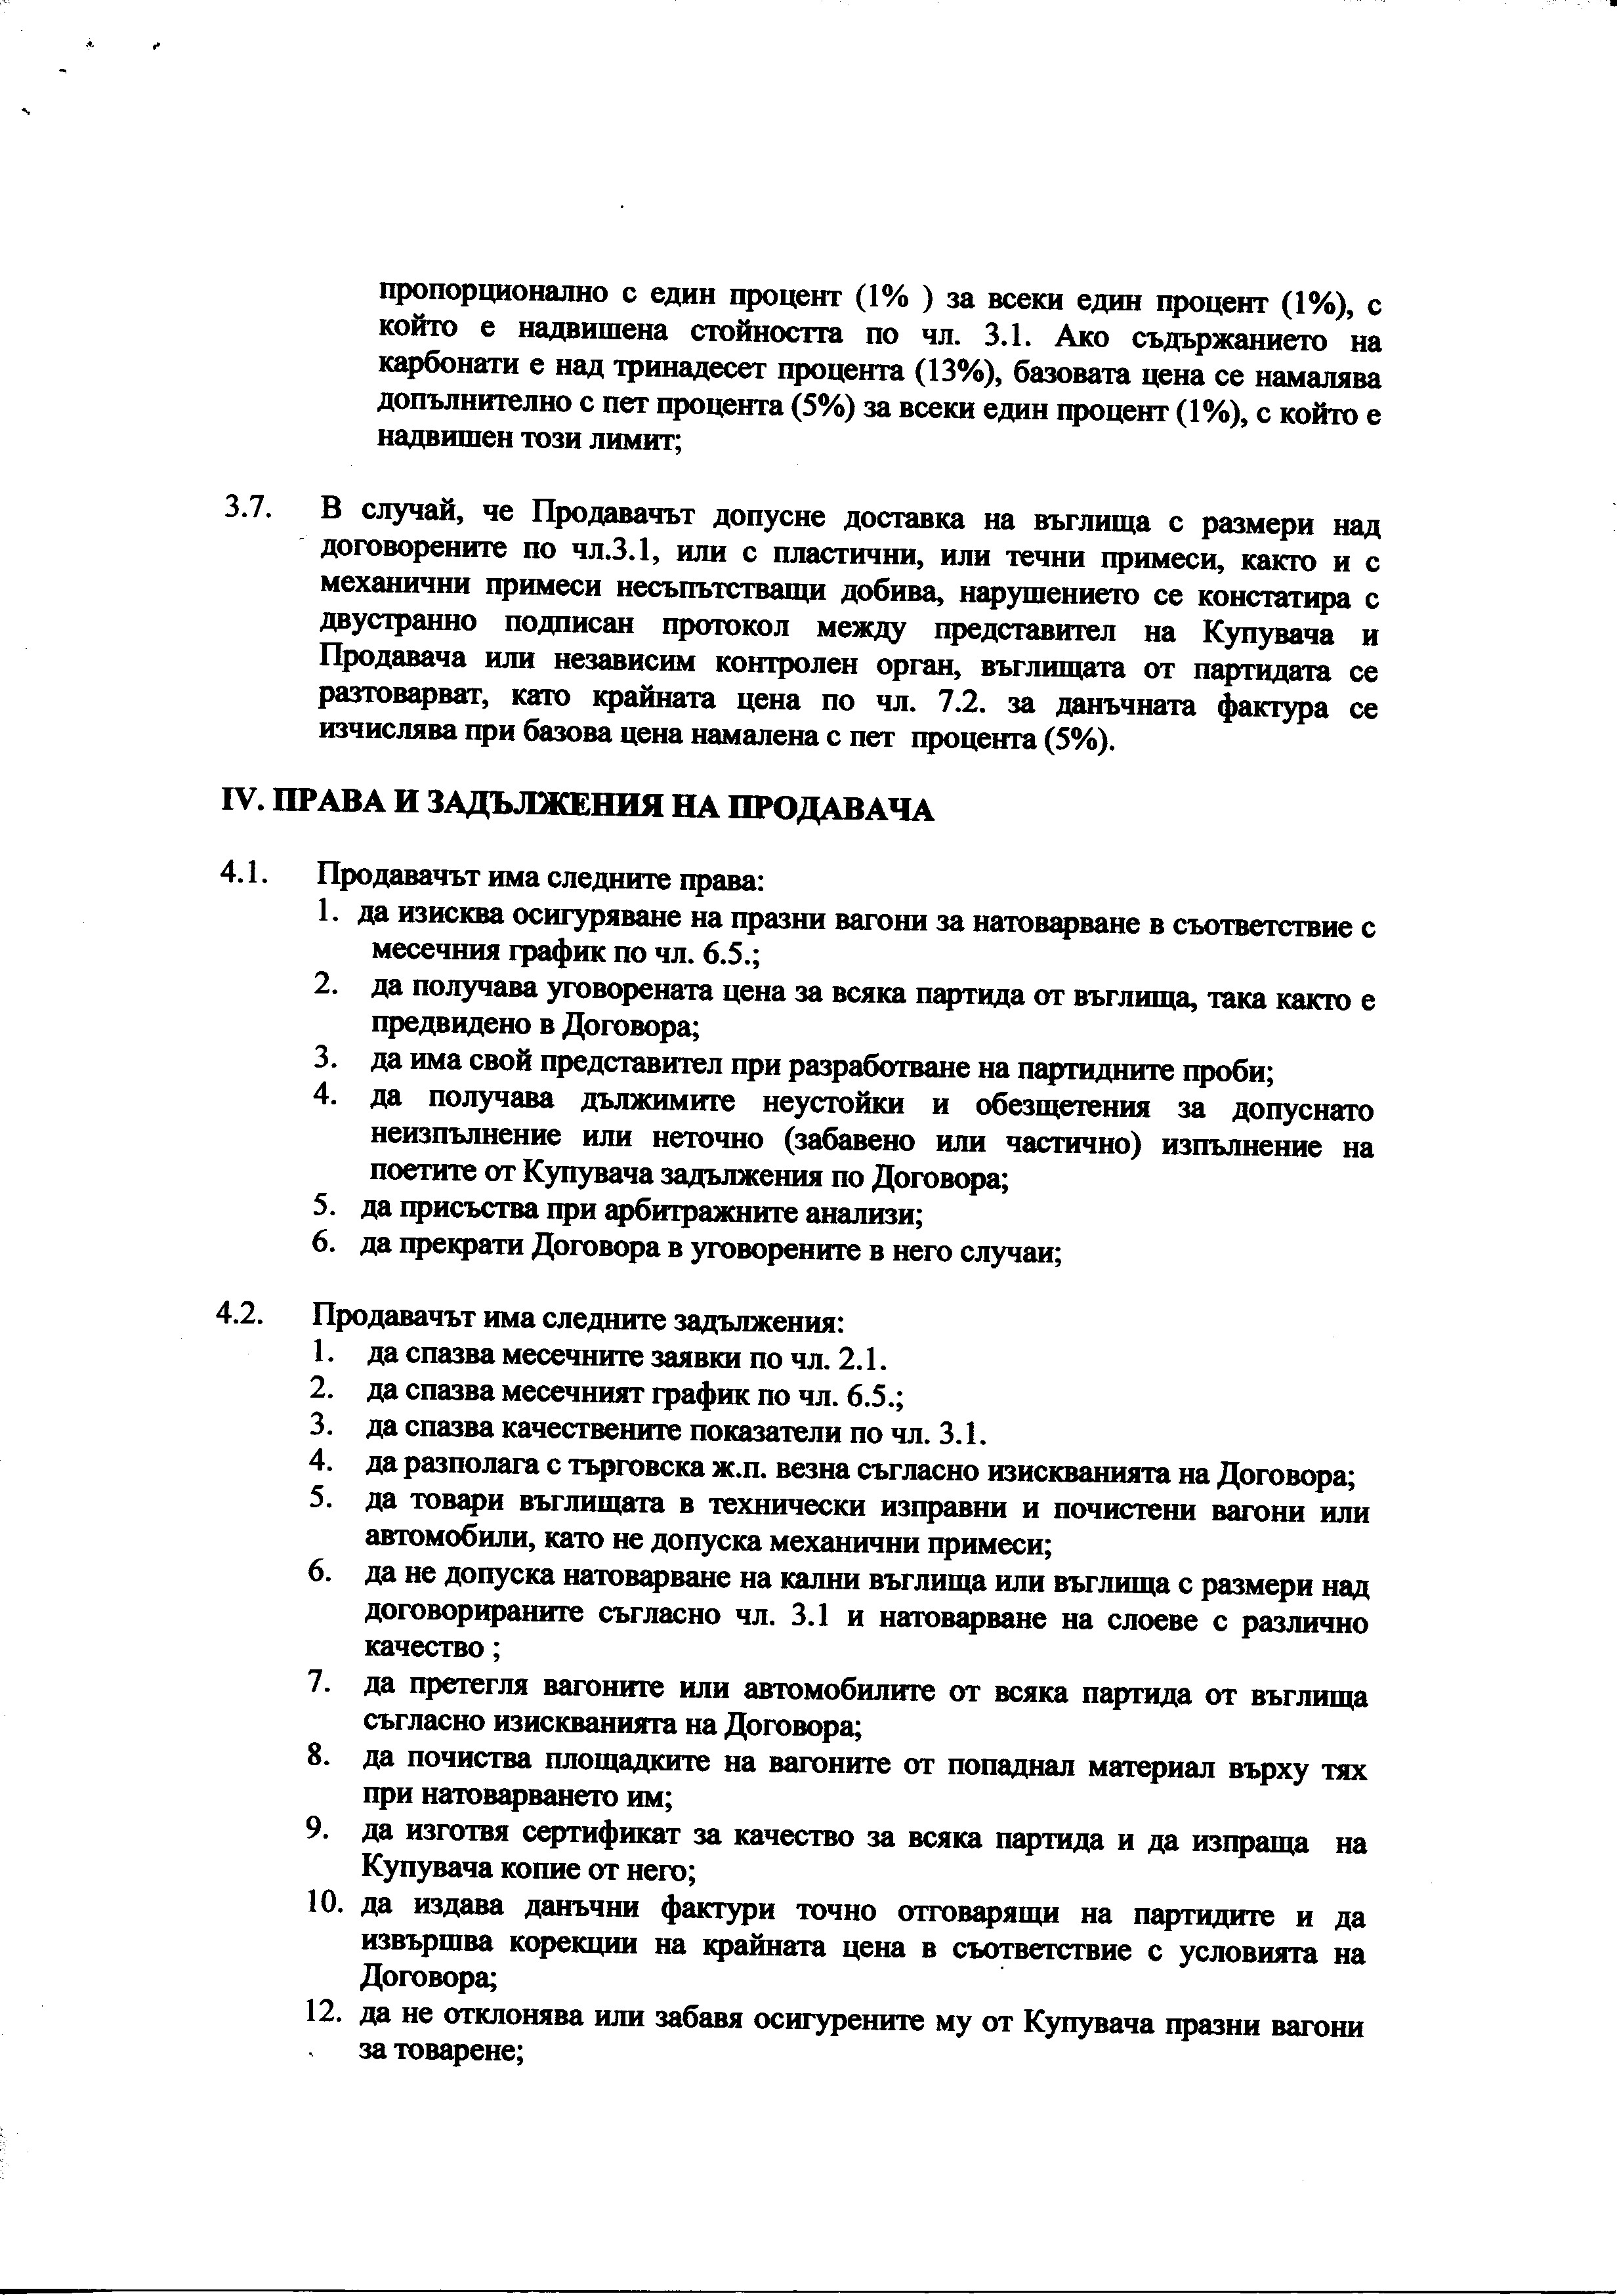 пропорционално с един процент (1% ) за всеки един процент (1%), с
който е надвишена стойността по чл. 3.1. Ако съдържанието на
карбонати е над тринадесет процента (13%), базовата цена се намалява
допълнително с пет процента (5%) за всеки един процент (1%), с който е
надвишен този лимит;
3.7. В случай, че Продавачът допусне доставка на въглища с размери над
договорените по чл.3.1, или с пластични, или течни примеси, както и с
механични примеси несъпътстващи добива, нарушението се констатира с
двустранно подписан протокол между представител на Купувача и
Продавача или независим контролен орган, въглищата от партидата се
разтоварват, като крайната цена по чл. 7.2. за данъчната фактура се
изчислява при базова цена намалена с пет процента (5%).
IV. ПРАВА И ЗАДЪЛЖЕНИЯ НА ПРОДАВАЧА
4.1. Продавачът има следните права:
1. да изисква осигуряване на празни вагони за натоварване в съответствие с
месечния график по чл. 6.5.;
2. да получава уговорената цена за всяка партида от въглища, така както е
предвидено в Договора;
3. да има свой представител при разработване на партидните проби;
4. да получава дължимите неустойки и обезщетения за допуснато
неизпълнение или неточно (забавено или частично) изпълнение на
поетите от Купувача задължения по Договора;
5. да присъства при арбитражните анализи;
6. да прекрати Договора в уговорените в него случаи;
4.2. Продавачът има следните задължения:
1. да спазва месечните заявки по чл. 2.1.
2. да спазва месечният график по чл. 6.5.;
3. да спазва качествените показатели по чл. 3.1.
4. да разполага с търговска ж.п. везна съгласно изискванията на Договора;
5. да товари въглищата в технически изправни и почистени вагони или
автомобили, като не допуска механични примеси;
6. да не допуска натоварване на кални въглища или въглища с размери над
договорираните съгласно чл. 3.1 и натоварване на слоеве с различно
качество ;
7. да претегля вагоните или автомобилите от всяка партида от въглища
съгласно изискванията на Договора;
8. да почиства площадките на вагоните от попаднал материал върху тях
при натоварването им;
9. да изготвя сертификат за качество за всяка партида и да изпраща на
Купувача копие от него;
10. да издава данъчни фактури точно отговарящи на партидите и да
извършва корекции на крайната цена в съответствие с условията на
Договора;
12. да не отклонява или забавя осигурените му от Купувача празни вагони
за товарене;